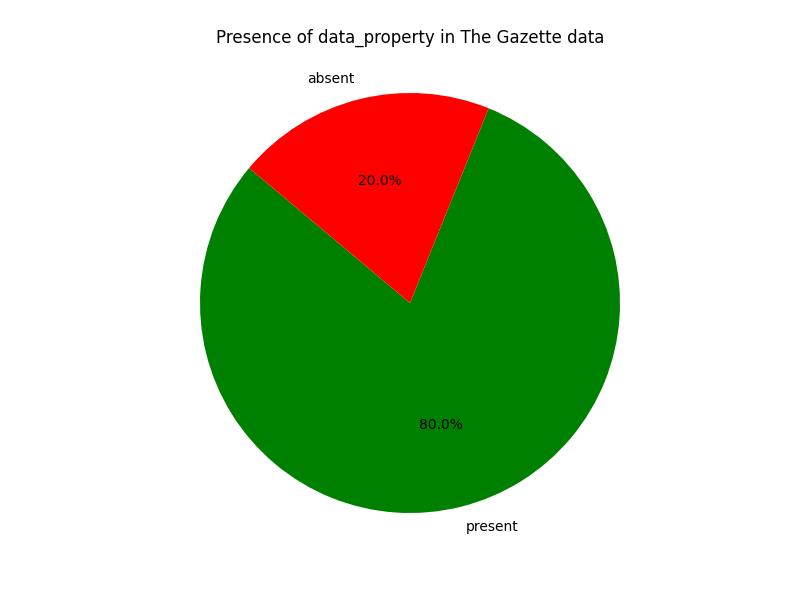 Presence of data_property in The Gazette data
absent
20.0%
80.0%
present